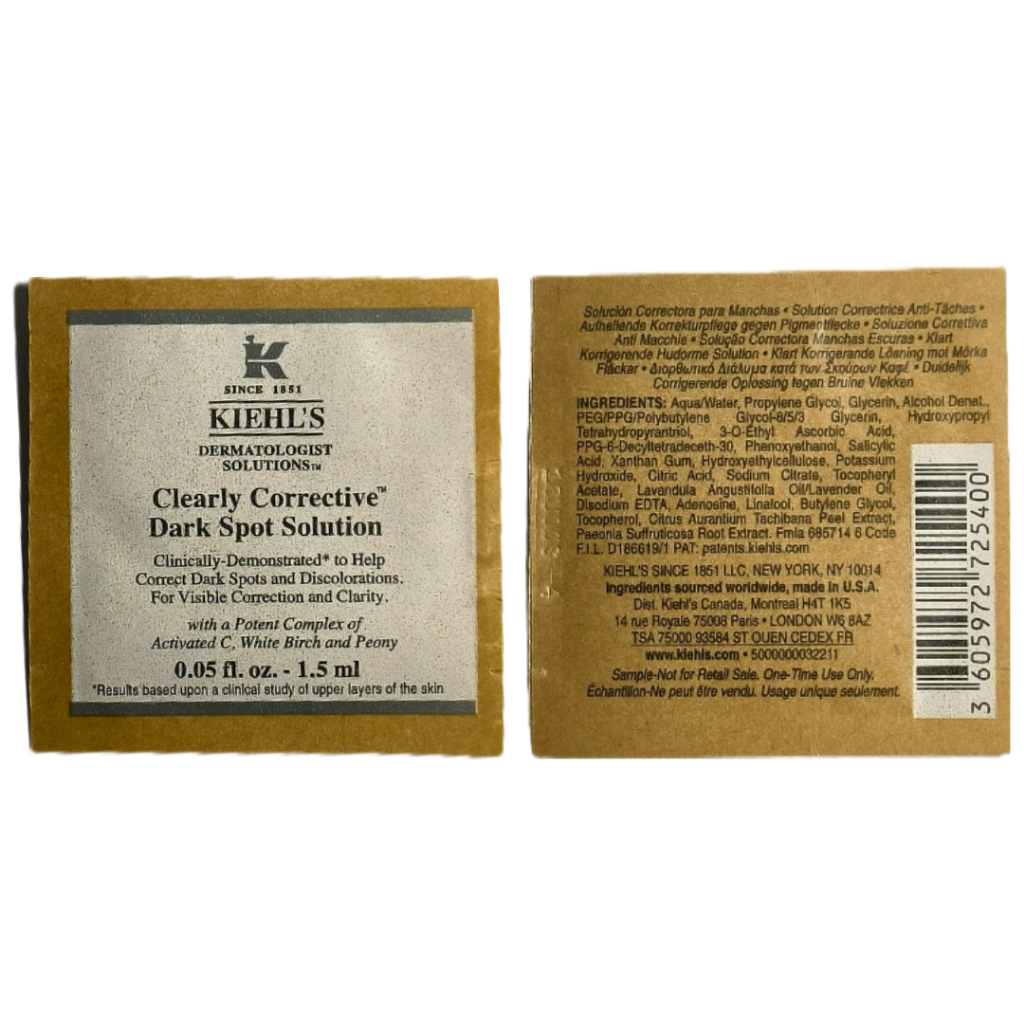 K
SINCE 1851
KIEHL'S
DERMATOLOGIST
SOLUTIONS™
Clearly Corrective™
Dark Spot Solution
Clinically-Demonstrated* to Help
Correct Dark Spots and Discolorations.
For Visible Correction and Clarity.
with a Potent Complex of
Activated C, White Birch and Peony
0.05 fl. oz. - 1.5 ml
*Results based upon a clinical study of upper layers of the skin
Solución Correctora para Manchas • Solution Correctrice Anti-Tâches •
Aufhellende Korrekturpflege gegen Pigmentflecke • Soluzione Correttiva
Anti Macchie • Solução Correctora Manchas Escuras • Klart
Korrigerende Hudorme Solution • Klart Korrigerande Lösning mot Mörka
Fläckar • Διορθωτικό Διάλυμα κατά των Σκούρων Καφέ • Duidelijk
Corrigerende Oplossing tegen Bruine Vlekken
INGREDIENTS: Aqua/Water, Propylene Glycol, Glycerin, Alcohol Denat.,
PEG/PPG/Polybutylene Glycol-8/5/3 Glycerin, Hydroxypropyl
Tetrahydropyrantriol, 3-O-Ethyl Ascorbic Acid,
PPG-6-Decyltetradeceth-30, Phenoxyethanol, Salicylic
Acid, Xanthan Gum, Hydroxyethylcellulose, Potassium
Hydroxide, Citric Acid, Sodium Citrate, Tocopheryl
Acetate, Lavandula Angustifolia Oil/Lavender Oil,
Disodium EDTA, Adenosine, Linalool, Butylene Glycol,
Tocopherol, Citrus Aurantium Tachibana Peel Extract,
Paeonia Suffruticosa Root Extract. Fmla 685714 6 Code
F.I.L. D186619/1 PAT: patents.kiehls.com
KIEHL'S SINCE 1851 LLC, NEW YORK, NY 10014
Ingredients sourced worldwide, made in U.S.A.
Dist. Kiehl's Canada, Montreal H4T 1K5
14 rue Royale 75008 Paris • LONDON W6 8AZ
TSA 75000 93584 ST OUEN CEDEX FR
www.kiehls.com • 5000000032211
Sample-Not for Retail Sale. One-Time Use Only.
Échantillon-Ne peut être vendu. Usage unique seulement.
3 605972 725400